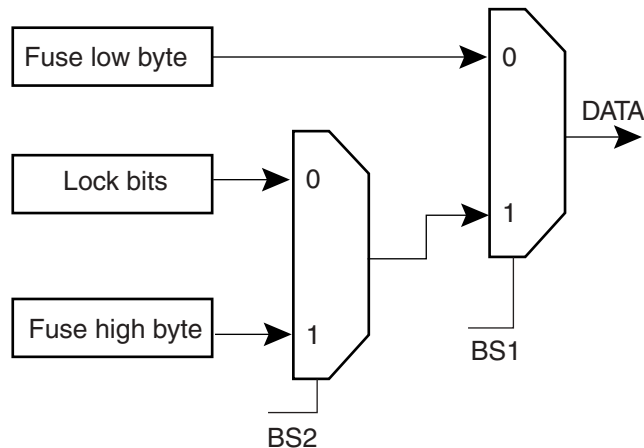 Fuse low byte
0
DATA
Lock bits
0
1
Fuse high byte
1
BS1
BS2